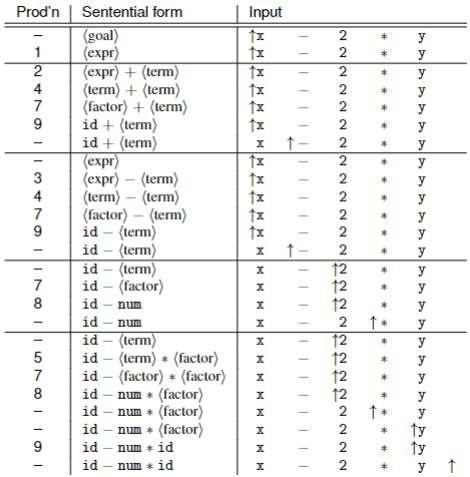 Prod'n Sentential form Input
– ⟨goal⟩ ↑x – 2 * y
1 ⟨expr⟩ ↑x – 2 * y
2 ⟨expr⟩ + ⟨term⟩ ↑x – 2 * y
4 ⟨term⟩ + ⟨term⟩ ↑x – 2 * y
7 ⟨factor⟩ + ⟨term⟩ ↑x – 2 * y
9 id + ⟨term⟩ ↑x – 2 * y
– id + ⟨term⟩ x ↑– 2 * y
– ⟨expr⟩ ↑x – 2 * y
3 ⟨expr⟩ – ⟨term⟩ ↑x – 2 * y
4 ⟨term⟩ – ⟨term⟩ ↑x – 2 * y
7 ⟨factor⟩ – ⟨term⟩ ↑x – 2 * y
9 id – ⟨term⟩ ↑x – 2 * y
– id – ⟨term⟩ x ↑– 2 * y
– id – ⟨term⟩ x – ↑2 * y
7 id – ⟨factor⟩ x – ↑2 * y
8 id – num x – ↑2 * y
– id – num x – 2 ↑* y
– id – ⟨term⟩ x – ↑2 * y
5 id – ⟨term⟩ * ⟨factor⟩ x – ↑2 * y
7 id – ⟨factor⟩ * ⟨factor⟩ x – ↑2 * y
8 id – num * ⟨factor⟩ x – ↑2 * y
– id – num * ⟨factor⟩ x – 2 ↑* y
– id – num * ⟨factor⟩ x – 2 * ↑y
9 id – num * id x – 2 * ↑y
– id – num * id x – 2 * y ↑